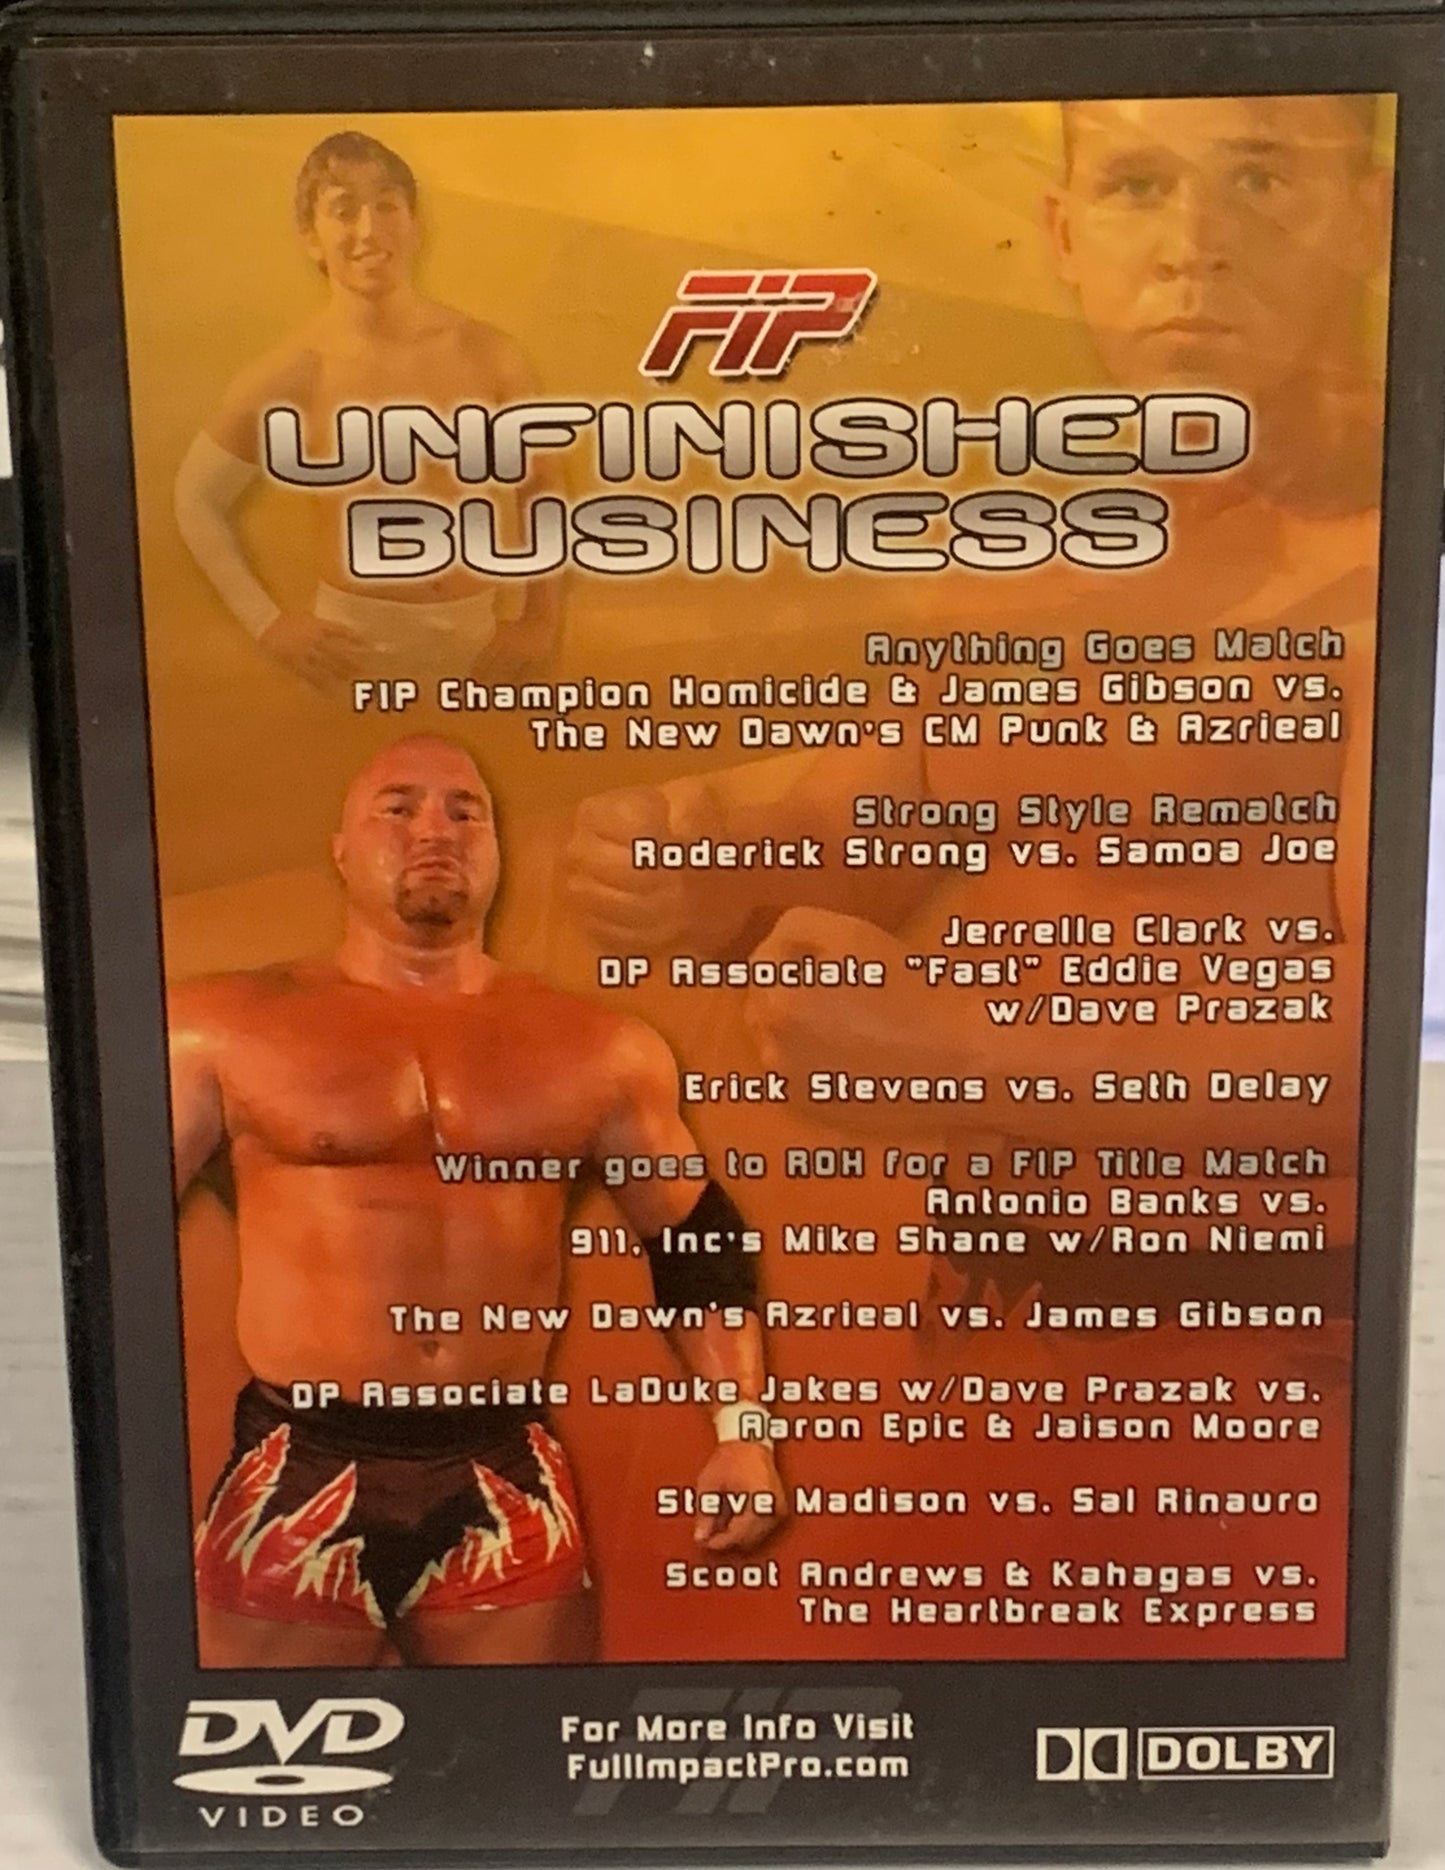 FIP
UNFINISHED
BUSINESS
Anything Goes Match
FIP Champion Homicide & James Gibson vs.
The New Dawn's CM Punk & Azrieal
Strong Style Rematch
Roderick Strong vs. Samoa Joe
Jerrelle Clark vs.
DP Associate "Fast" Eddie Vegas
w/Dave Prazak
Erick Stevens vs. Seth Delay
Winner goes to ROH for a FIP Title Match
Antonio Banks vs.
911, Inc's Mike Shane w/Ron Niemi
The New Dawn's Azrieal vs. James Gibson
DP Associate LaDuke Jakes w/Dave Prazak vs.
Aaron Epic & Jaison Moore
Steve Madison vs. Sal Rinauro
Scoot Andrews & Kahagas vs.
The Heartbreak Express
DVD
VIDEO
For More Info Visit
FullImpactPro.com
FIP
DOLBY